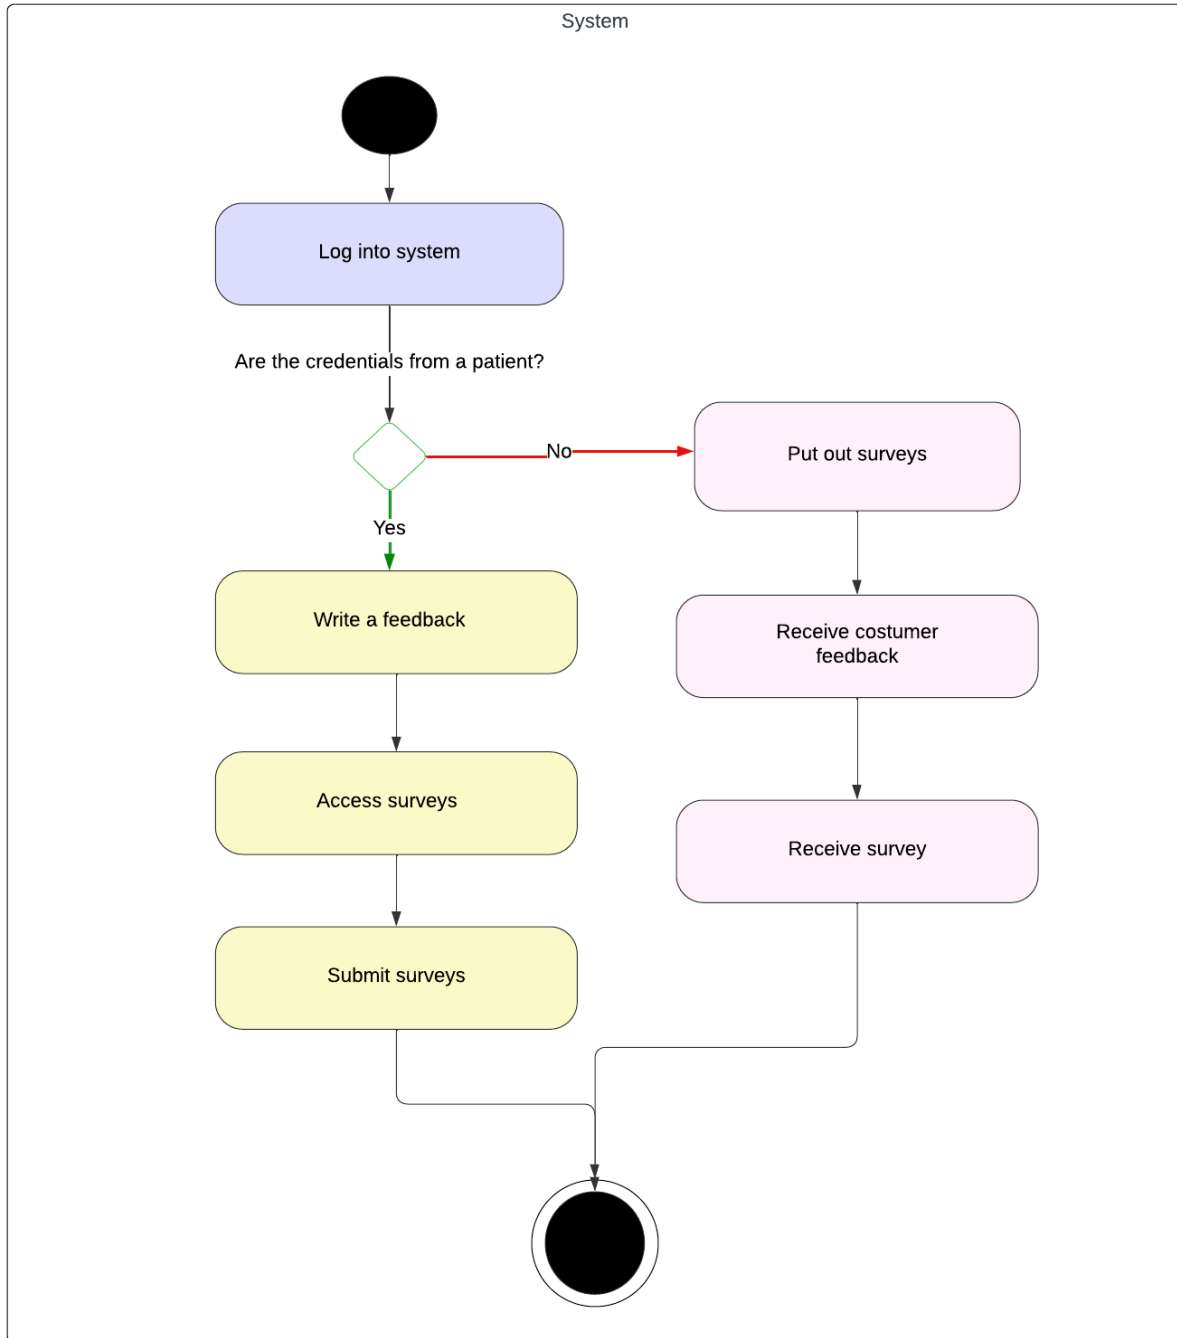 System
Log into system
Are the credentials from a patient?
No
Put out surveys
Yes
Write a feedback
Receive costumer
feedback
Access surveys
Receive survey
Submit surveys